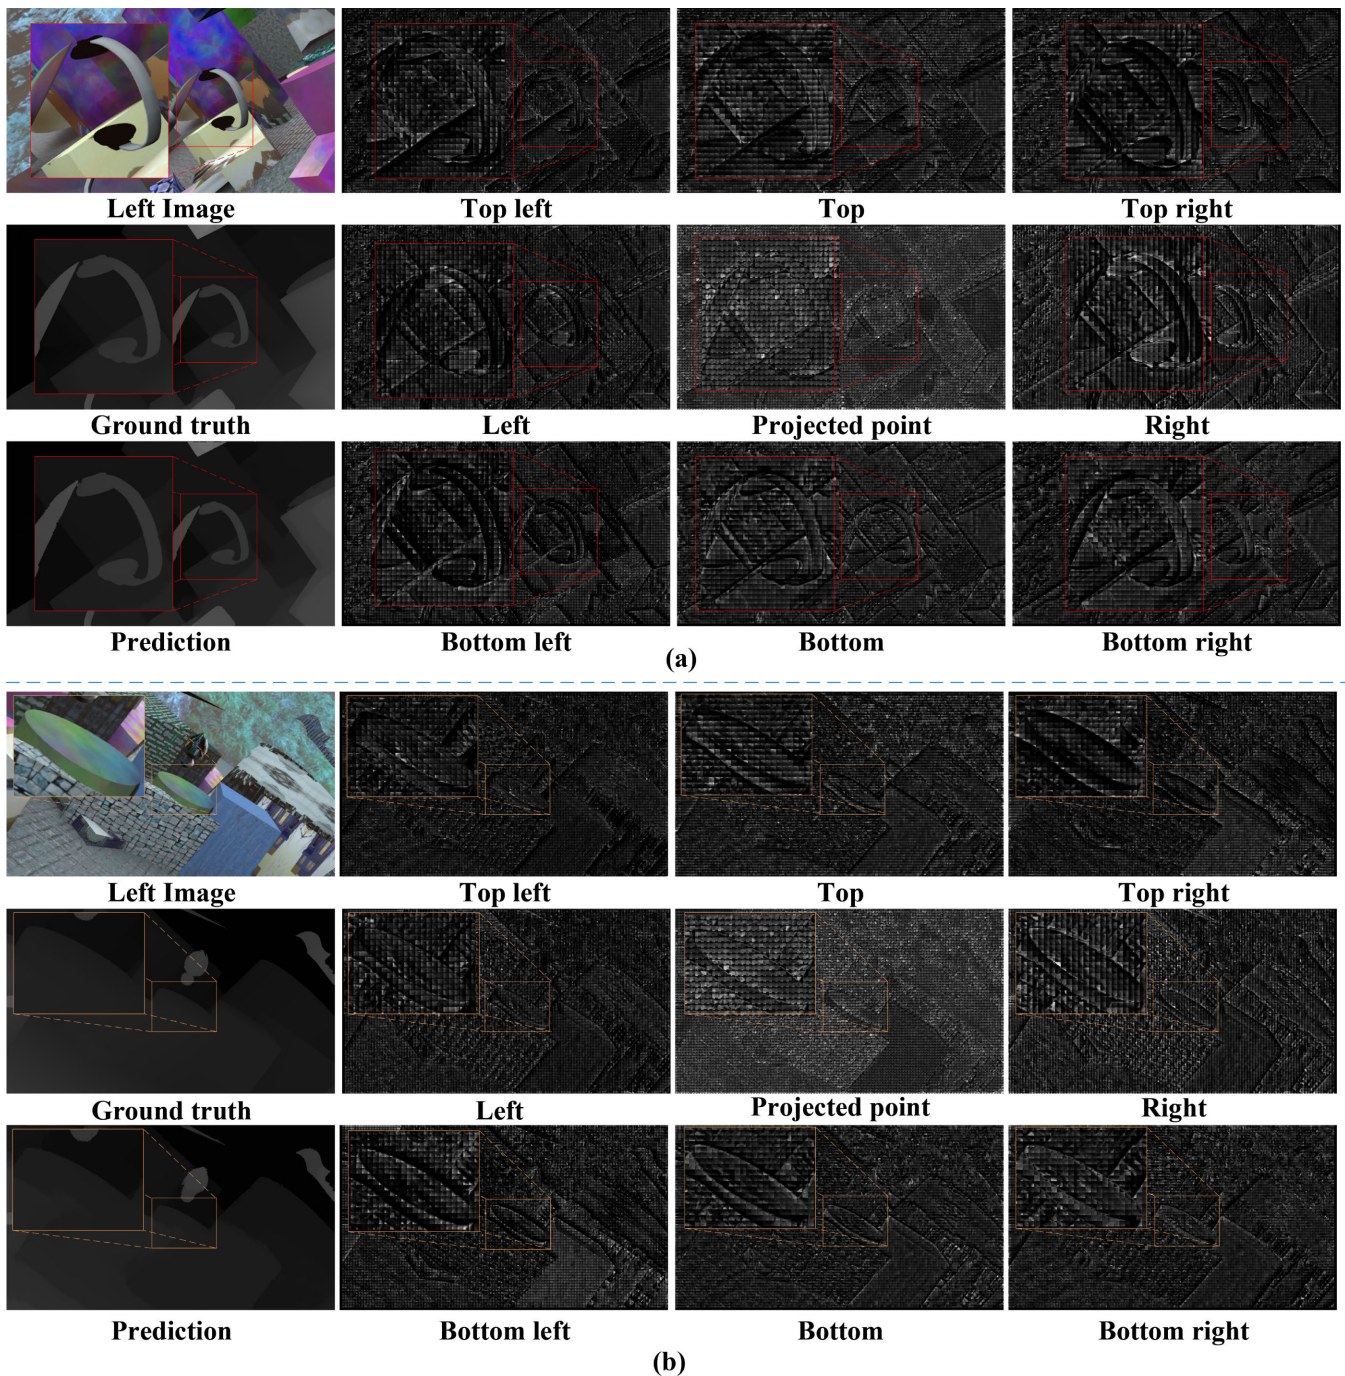 Left Image Top left Top Top right
Ground truth Left Projected point Right
Prediction Bottom left Bottom Bottom right
(a)
Left Image Top left Top Top right
Ground truth Left Projected point Right
Prediction Bottom left Bottom Bottom right
(b)